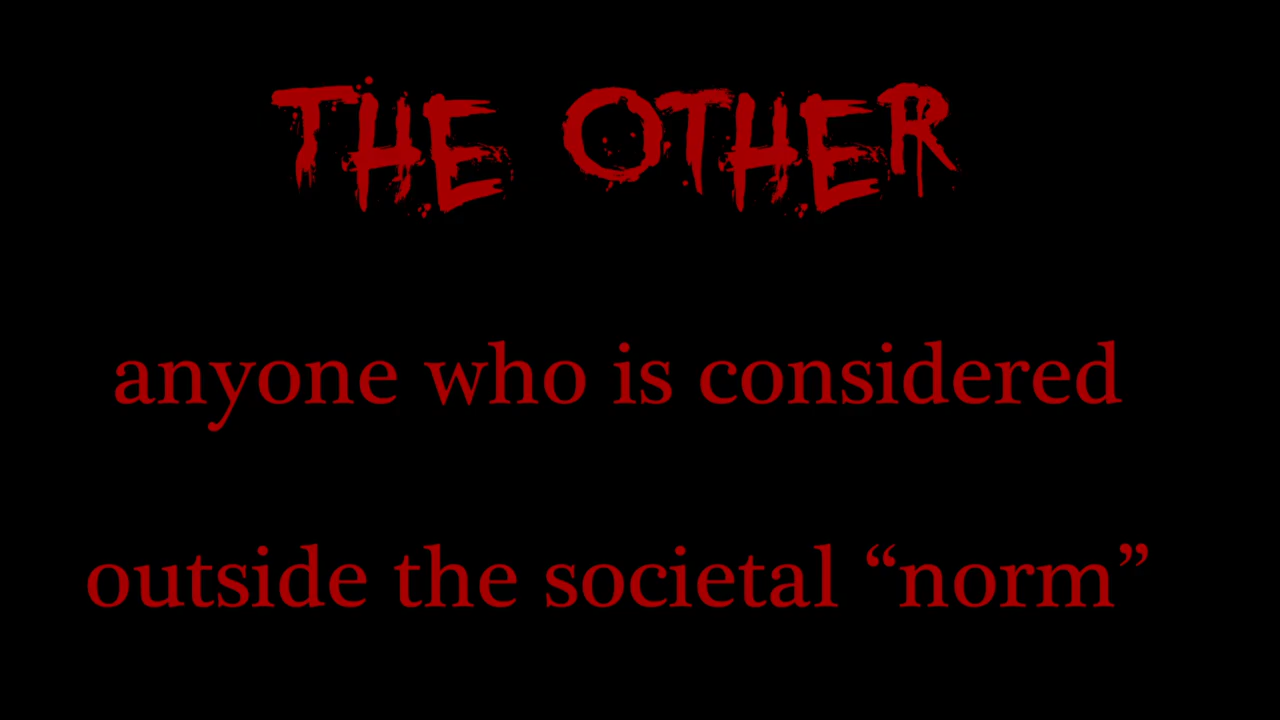 THE OTHER
anyone who is considered
outside the societal “norm”